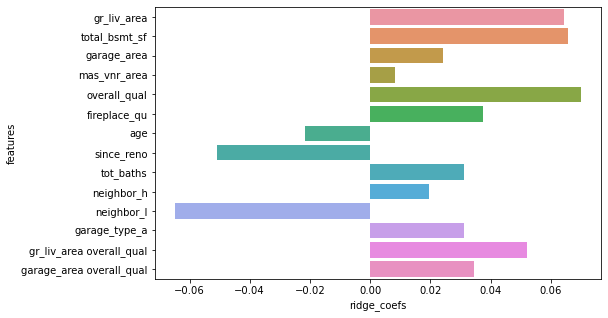 features
gr_liv_area
total_bsmt_sf
garage_area
mas_vnr_area
overall_qual
fireplace_qu
age
since_reno
tot_baths
neighbor_h
neighbor_l
garage_type_a
gr_liv_area overall_qual
garage_area overall_qual
−0.06 −0.04 −0.02 0.00 0.02 0.04 0.06
ridge_coefs